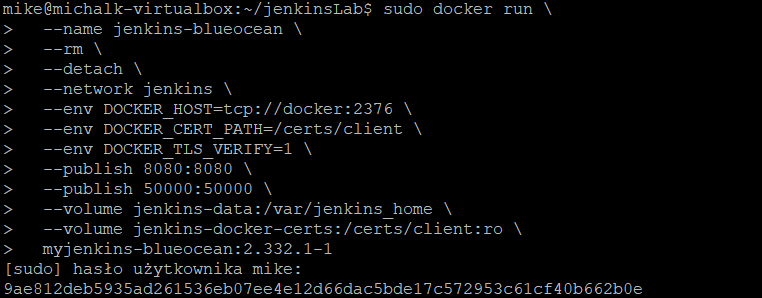 mike@michalk-virtualbox:~/jenkinsLab$ sudo docker run \
>   --name jenkins-blueocean \
>   --rm \
>   --detach \
>   --network jenkins \
>   --env DOCKER_HOST=tcp://docker:2376 \
>   --env DOCKER_CERT_PATH=/certs/client \
>   --env DOCKER_TLS_VERIFY=1 \
>   --publish 8080:8080 \
>   --publish 50000:50000 \
>   --volume jenkins-data:/var/jenkins_home \
>   --volume jenkins-docker-certs:/certs/client:ro \
>   myjenkins-blueocean:2.332.1-1
[sudo] hasło użytkownika mike:
9ae812deb5935ad261536eb07ee4e12d66dac5bde17c572953c61cf40b662b0e